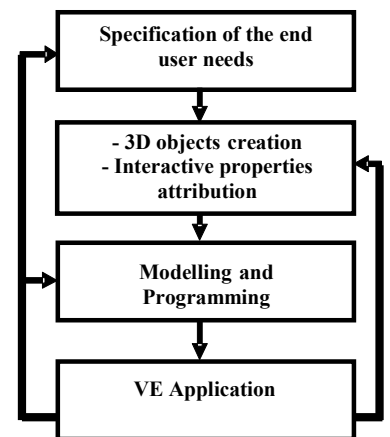 Specification of the end
user needs
- 3D objects creation
- Interactive properties
attribution
Modelling and
Programming
VE Application